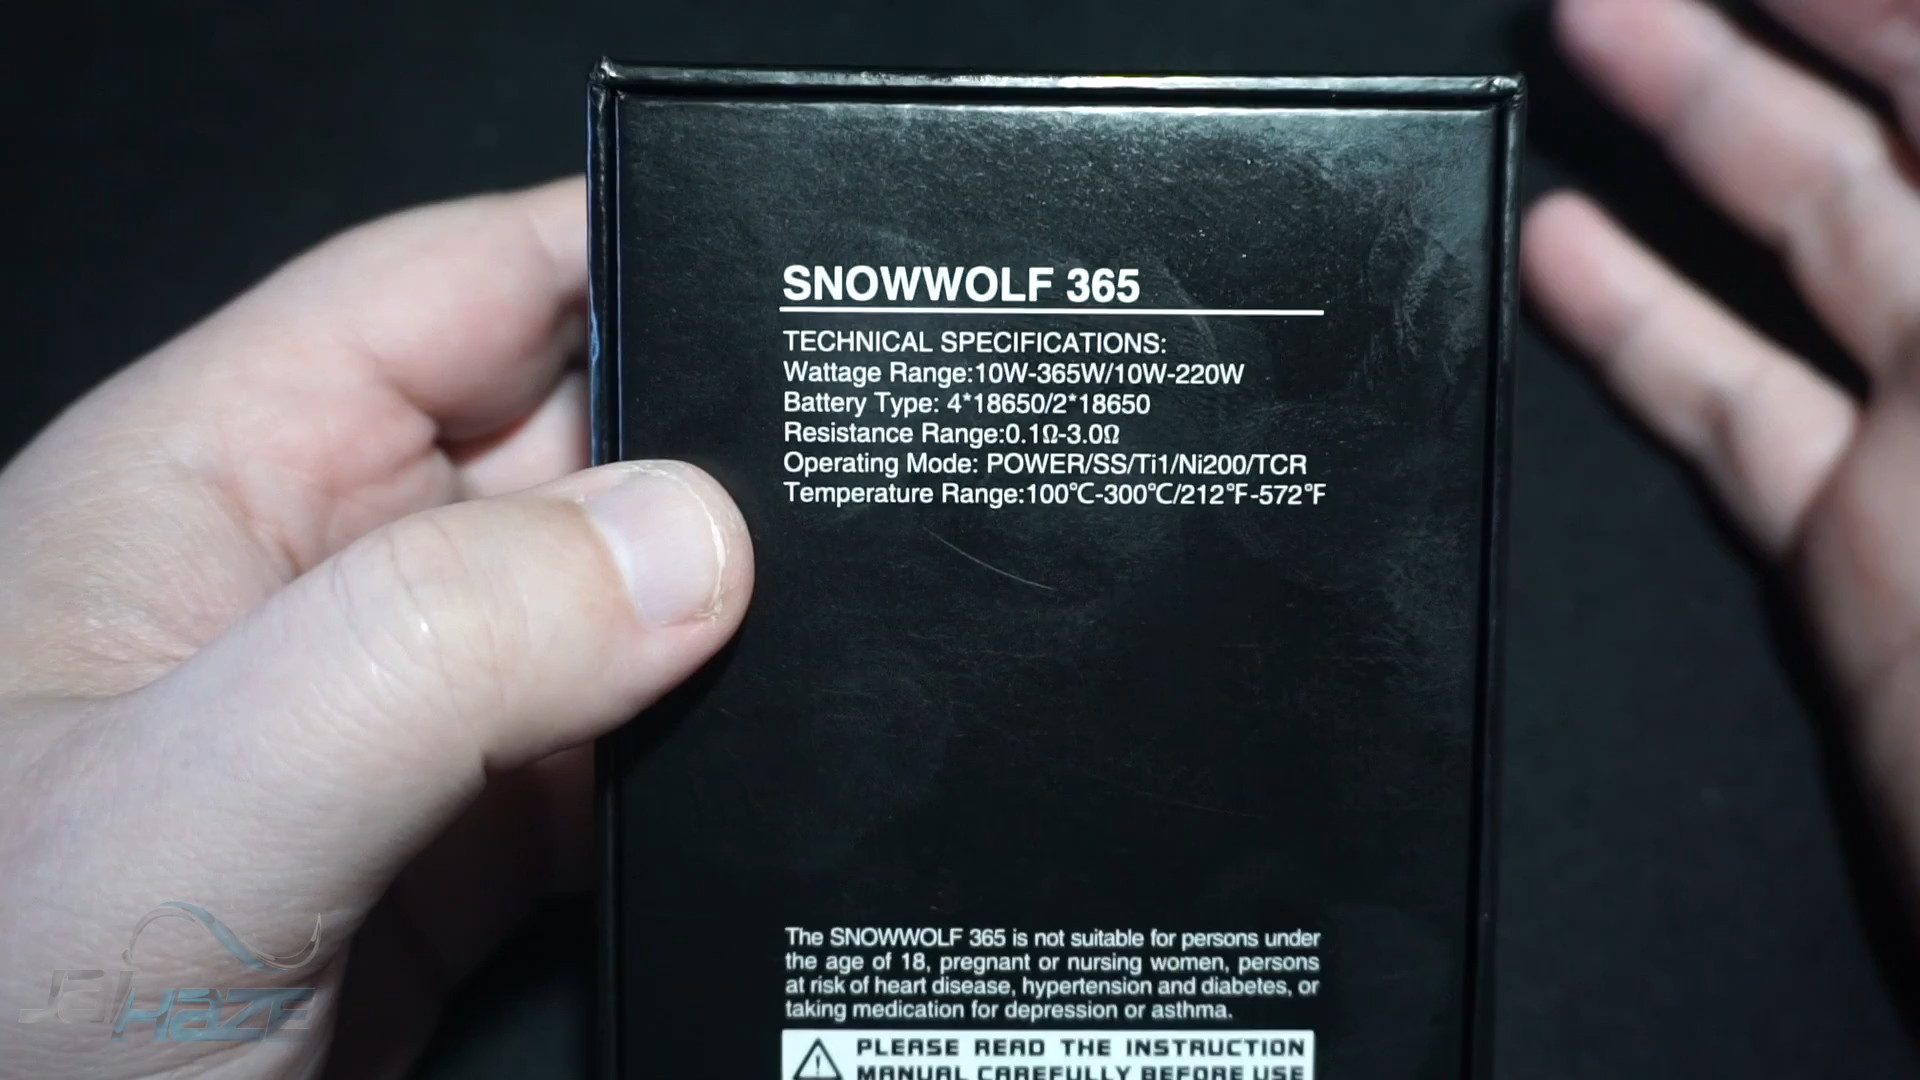 SNOWWOLF 365
TECHNICAL SPECIFICATIONS:
Wattage Range:10W-365W/10W-220W
Battery Type: 4*18650/2*18650
Resistance Range:0.1Ω-3.0Ω
Operating Mode: POWER/SS/Ti1/Ni200/TCR
Temperature Range:100℃-300℃/212℉-572℉
The SNOWWOLF 365 is not suitable for persons under
the age of 18, pregnant or nursing women, persons
at risk of heart disease, hypertension and diabetes, or
taking medication for depression or asthma.
PLEASE READ THE INSTRUCTION
MANUAL CAREFULLY BEFORE USE
HAZE